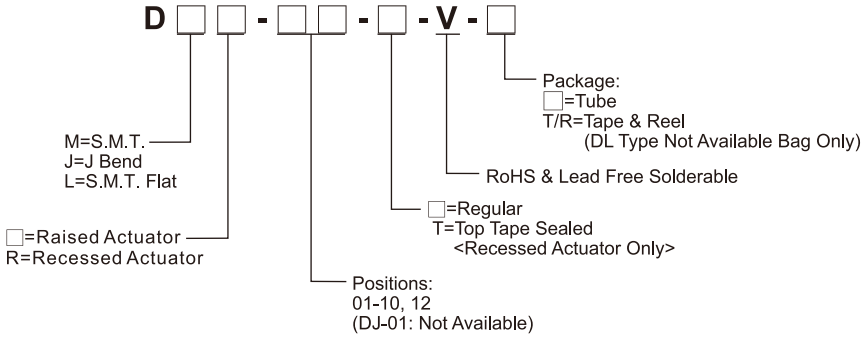 D□□-□□-□-V-□
Package:
□=Tube
T/R=Tape & Reel
(DL Type Not Available Bag Only)
M=S.M.T.
J=J Bend
L=S.M.T. Flat
RoHS & Lead Free Solderable
□=Regular
T=Top Tape Sealed
<Recessed Actuator Only>
□=Raised Actuator
R=Recessed Actuator
Positions:
01-10, 12
(DJ-01: Not Available)